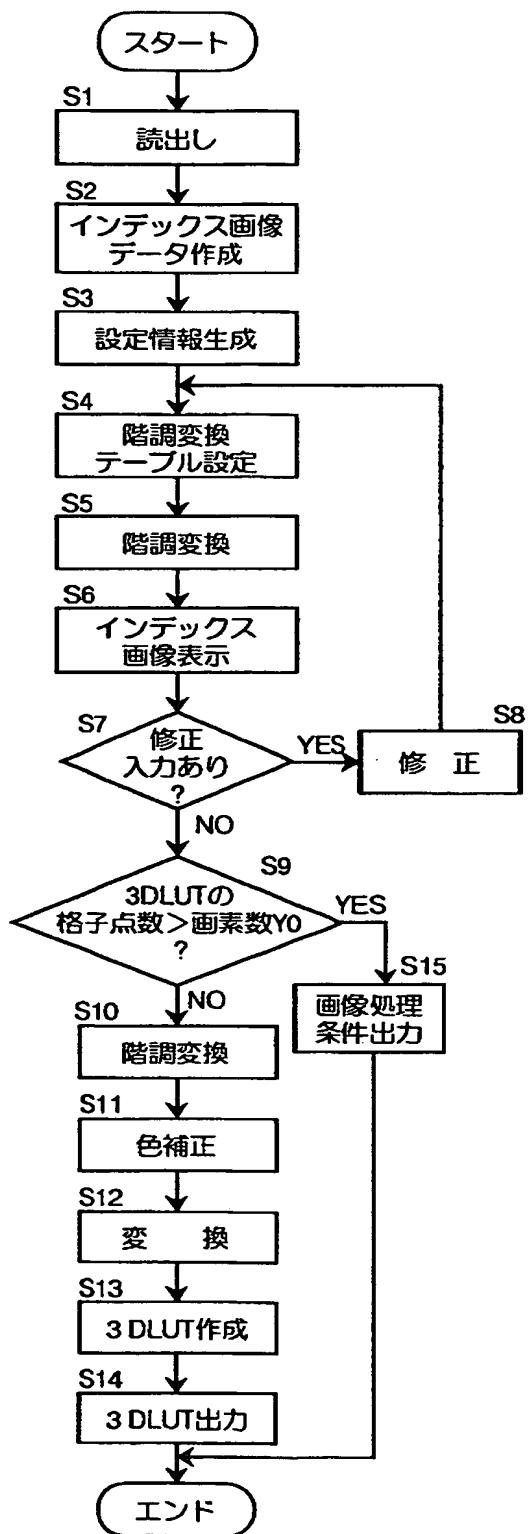 スタート
S1
読出し
S2
インデックス画像
データ作成
S3
設定情報生成
S4
階調変換
テーブル設定
S5
階調変換
S6
インデックス
画像表示
S7
修正
入力あり
?
YES
S8
修 正
NO
S9
3DLUTの
格子点数>画素数Y0
?
YES
S15
画像処理
条件出力
NO
S10
階調変換
S11
色補正
S12
変 換
S13
3DLUT作成
S14
3DLUT出力
エンド